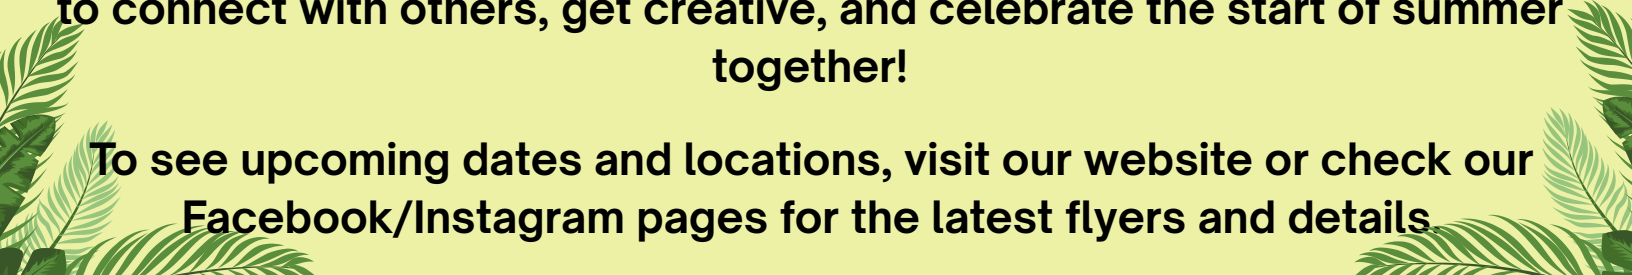 to connect with others, get creative, and celebrate the start of summer
together!
To see upcoming dates and locations, visit our website or check our
Facebook/Instagram pages for the latest flyers and details.